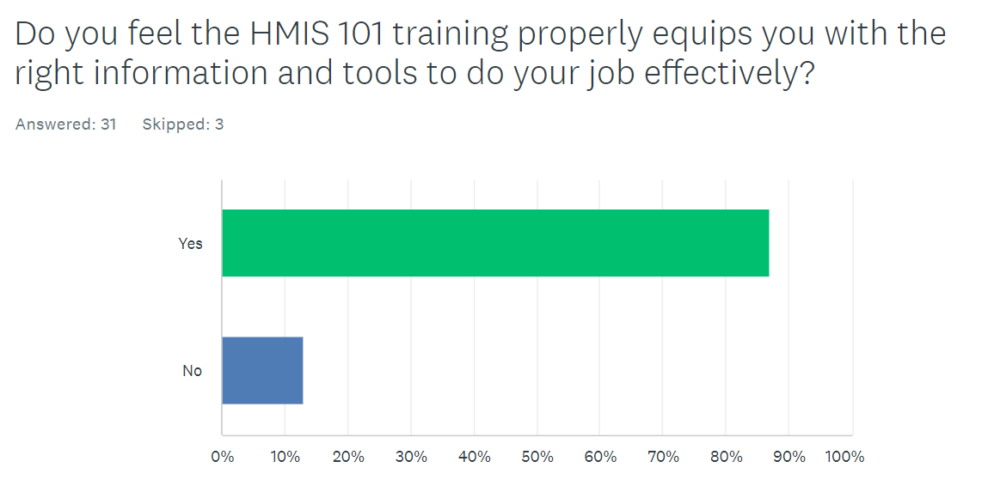 Do you feel the HMIS 101 training properly equips you with the
right information and tools to do your job effectively?
Answered: 31 Skipped: 3
Yes
No
0% 10% 20% 30% 40% 50% 60% 70% 80% 90% 100%